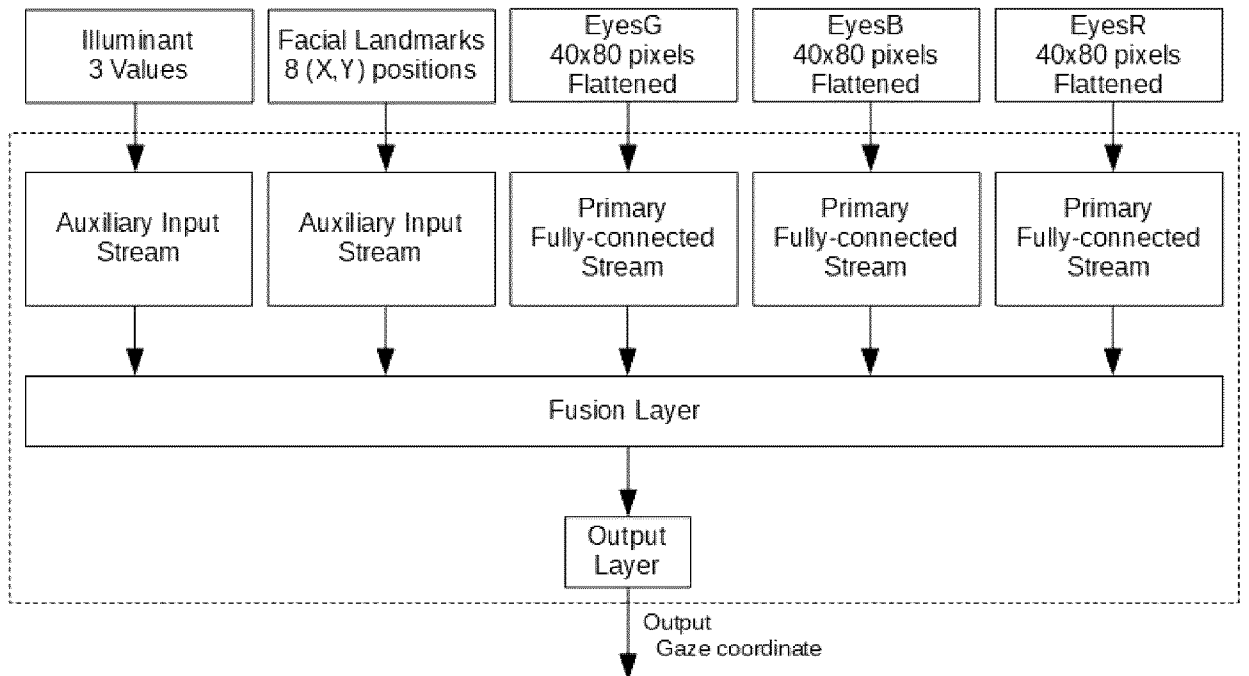 Illuminant
3 Values
Facial Landmarks
8 (X,Y) positions
EyesG
40x80 pixels
Flattened
EyesB
40x80 pixels
Flattened
EyesR
40x80 pixels
Flattened
Auxiliary Input
Stream
Auxiliary Input
Stream
Primary
Fully-connected
Stream
Primary
Fully-connected
Stream
Primary
Fully-connected
Stream
Fusion Layer
Output
Layer
Output
Gaze coordinate